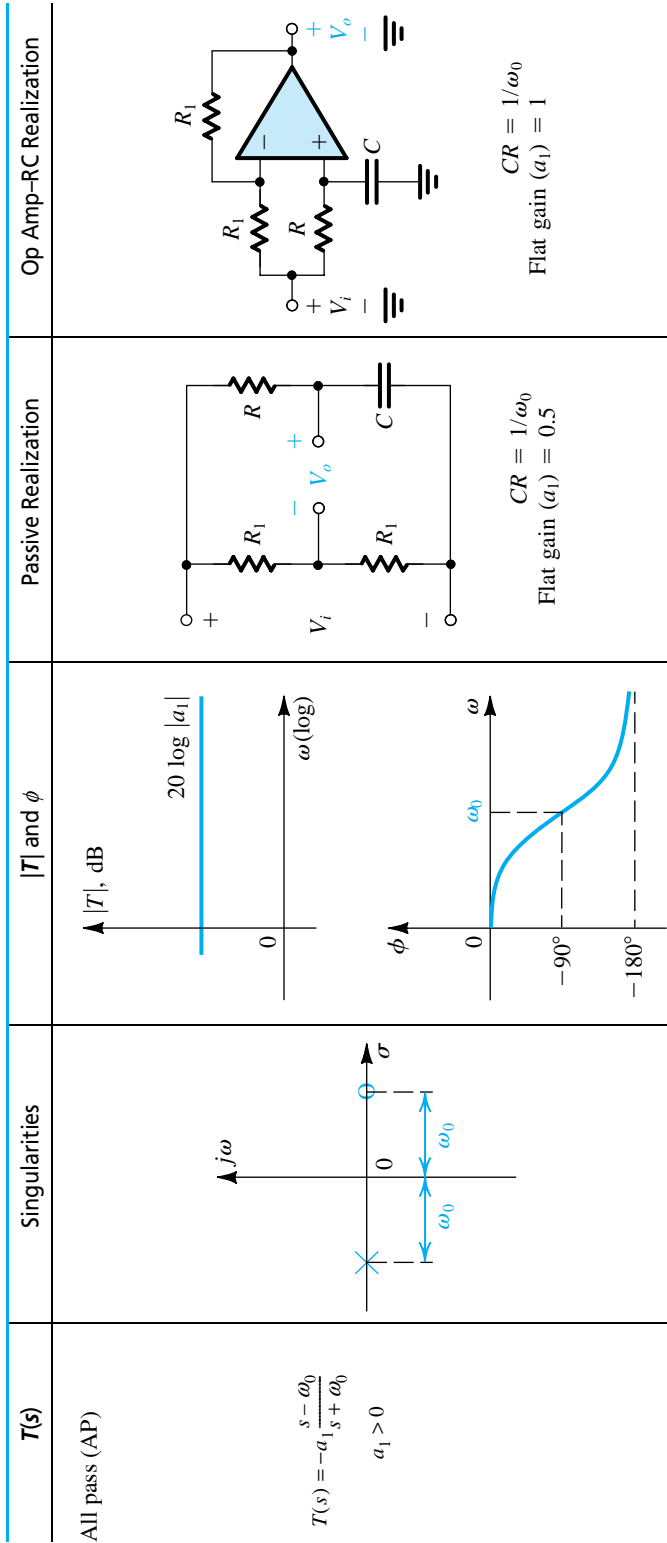 T(s)
Singularities
|T| and ϕ
Passive Realization
Op Amp–RC Realization
All pass (AP)
T(s) = −a₁ (s − ω₀)/(s + ω₀)
a₁ > 0
jω
σ
0
ω₀
ω₀
|T|, dB
20 log |a₁|
0
ω(log)
ϕ
0
ω₀
ω
−90°
−180°
+
Vᵢ
−
R₁
R₁
−
Vₒ
+
R
C
CR = 1/ω₀
Flat gain (a₁) = 0.5
+
Vᵢ
−
R₁
R
R₁
−
+
C
+
Vₒ
−
CR = 1/ω₀
Flat gain (a₁) = 1